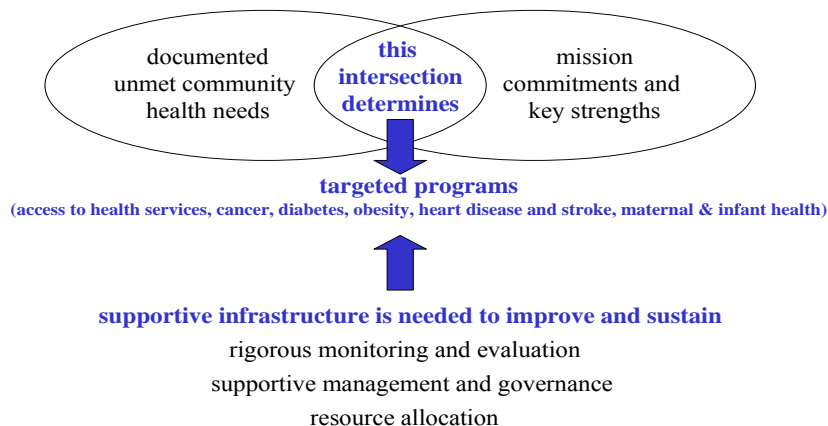 documented
unmet community
health needs
this
intersection
determines
mission
commitments and
key strengths
targeted programs
(access to health services, cancer, diabetes, obesity, heart disease and stroke, maternal & infant health)
supportive infrastructure is needed to improve and sustain
rigorous monitoring and evaluation
supportive management and governance
resource allocation